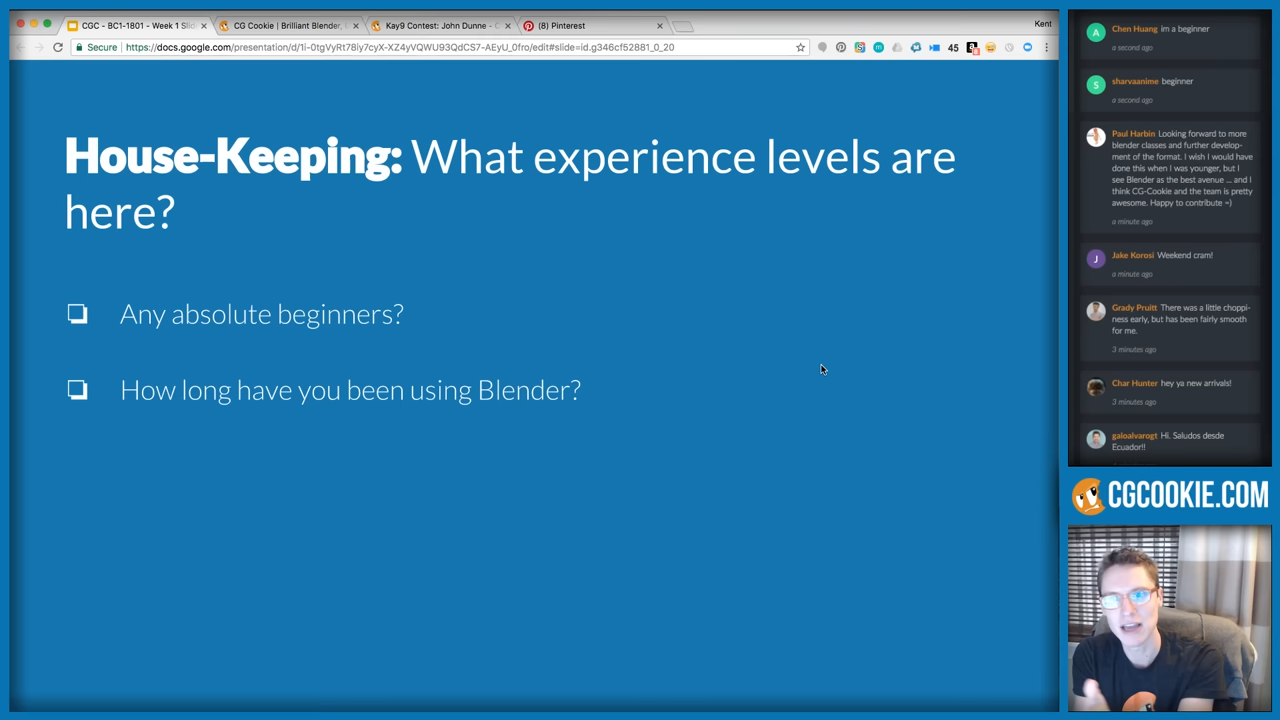 CGC - BC1-1801 - Week 1 Slid
CG Cookie | Brilliant Blender,
Kay9 Contest: John Dunne - C
(8) Pinterest
Kent
Secure
https://docs.google.com/presentation/d/1i-0tgVyRt78iy7cyX-XZ4yVQWU93QdCS7-AEyU_0fro/edit#slide=id.g346cf52881_0_20
45
House-Keeping: What experience levels are
here?
Any absolute beginners?
How long have you been using Blender?
A
Chen Huang im a beginner
a second ago
S
sharvaanime beginner
a second ago
Paul Harbin Looking forward to more
blender classes and further develop-
ment of the format. I wish I would have
done this when I was younger, but I
see Blender as the best avenue ... and I
think CG-Cookie and the team is pretty
awesome. Happy to contribute =)
a minute ago
J
Jake Korosi Weekend cram!
a minute ago
Grady Pruitt There was a little choppi-
ness early, but has been fairly smooth
for me.
3 minutes ago
Char Hunter hey ya new arrivals!
3 minutes ago
galoalvarogt Hi. Saludos desde
Ecuador!!
CGCOOKIE.COM